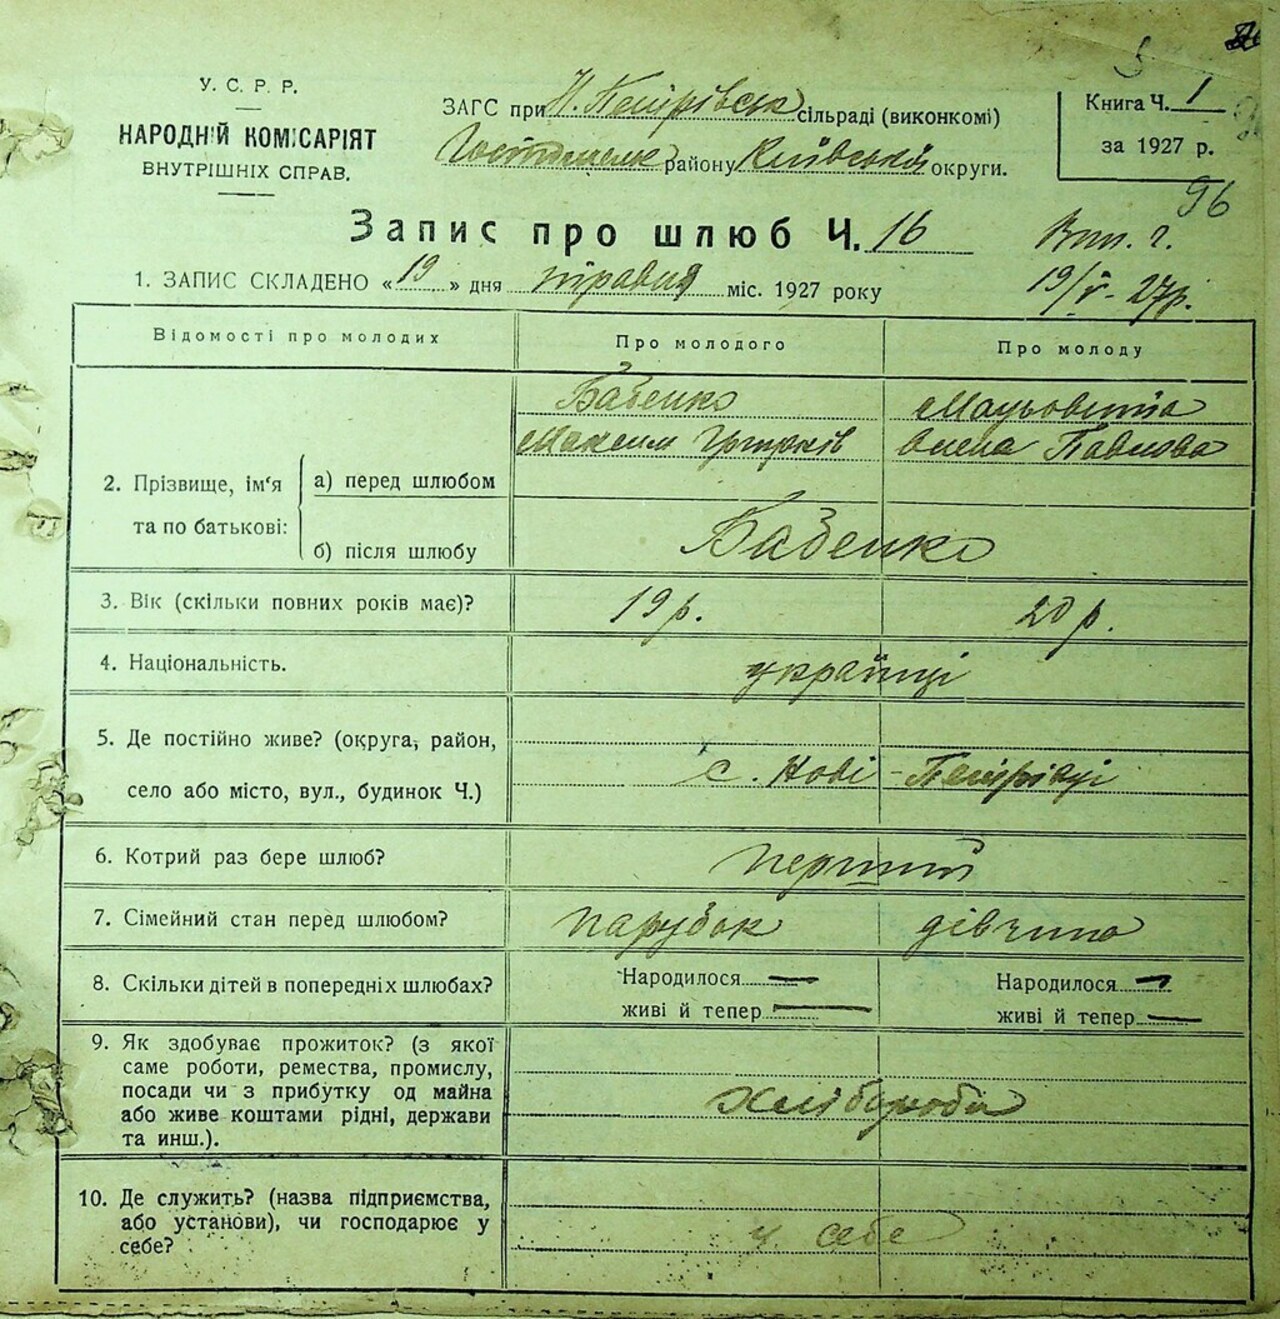 У. С. Р. Р.
НАРОДНІЙ КОМІСАРІЯТ
ВНУТРІШНІХ СПРАВ.
ЗАГС при Н. Петрівськ сільраді (виконкомі)
району Київській округи.
Книга Ч. 1
за 1927 р.
96
Запис про шлюб Ч. 16
Вип. г.
19/V - 27р.
1. ЗАПИС СКЛАДЕНО « 19 » дня травня міс. 1927 року
Відомості про молодих Про молодого Про молоду
2. Прізвище, ім'я та по батькові:
а) перед шлюбом
Бабенко
Максим
Олена Павлова
б) після шлюбу
Бабенко
3. Вік (скільки повних років має)? 19 р. 20 р.
4. Національність. українці
5. Де постійно живе? (округа, район,
село або місто, вул., будинок Ч.) с. Нові-Петрівці
6. Котрий раз бере шлюб? перший
7. Сімейний стан перед шлюбом? парубок дівчина
8. Скільки дітей в попередніх шлюбах? Народилося — Народилося —
живі й тепер — живі й тепер —
9. Як здобуває прожиток? (з якої
саме роботи, ремества, промислу,
посади чи з прибутку од майна
або живе коштами рідні, держави
та инш.).
Хлібороби
10. Де служить? (назва підприємства,
або установи), чи господарює у
себе?
у себе